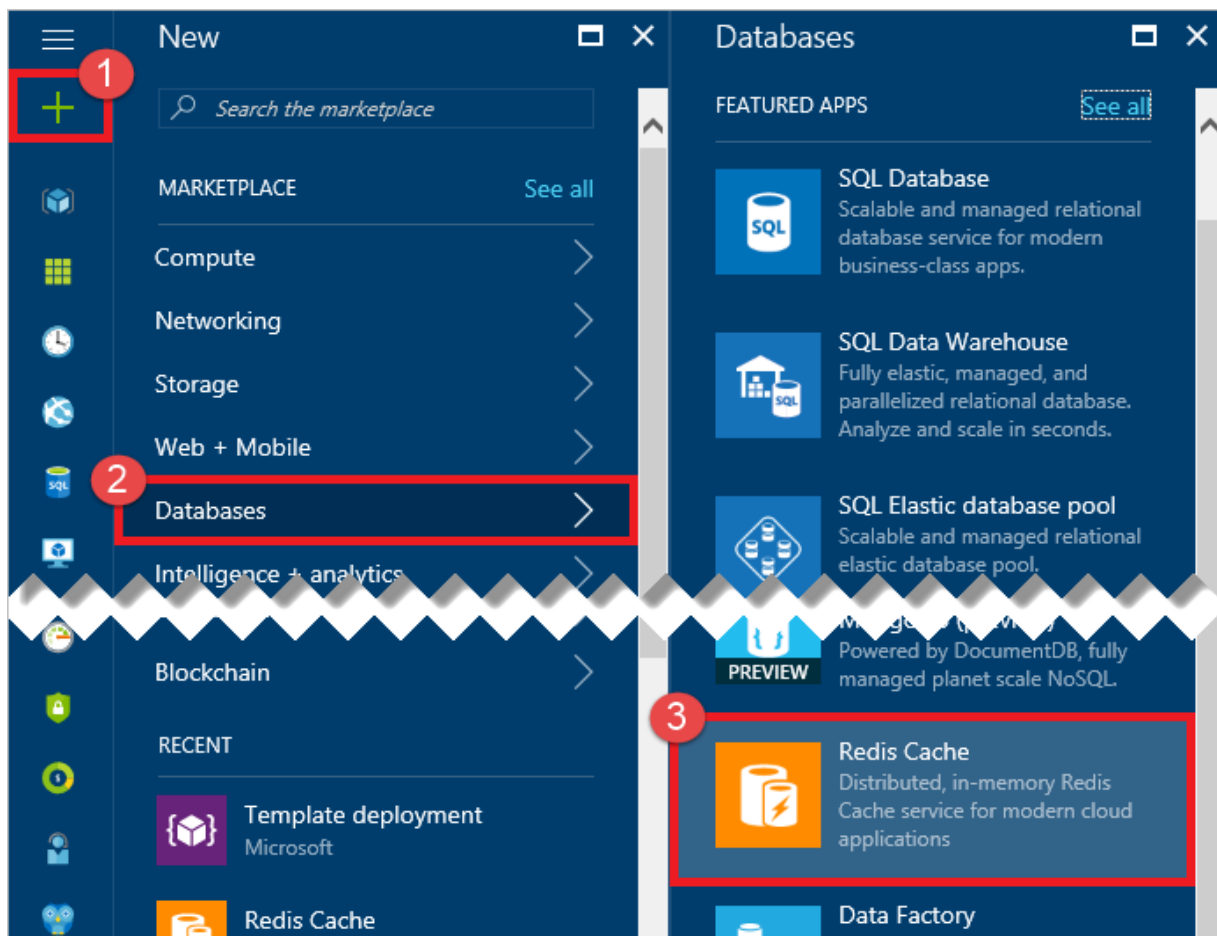 New
1
Search the marketplace
MARKETPLACE
See all
Compute
Networking
Storage
Web + Mobile
2
Databases
Intelligence + analytics
Blockchain
RECENT
Template deployment
Microsoft
Redis Cache
SQL
Databases
FEATURED APPS
See all
SQL
SQL Database
Scalable and managed relational
database service for modern
business-class apps.
SQL
SQL Data Warehouse
Fully elastic, managed, and
parallelized relational database.
Analyze and scale in seconds.
SQL Elastic database pool
Scalable and managed relational
elastic database pool.
PREVIEW
Powered by DocumentDB, fully
managed planet scale NoSQL.
3
Redis Cache
Distributed, in-memory Redis
Cache service for modern cloud
applications
Data Factory